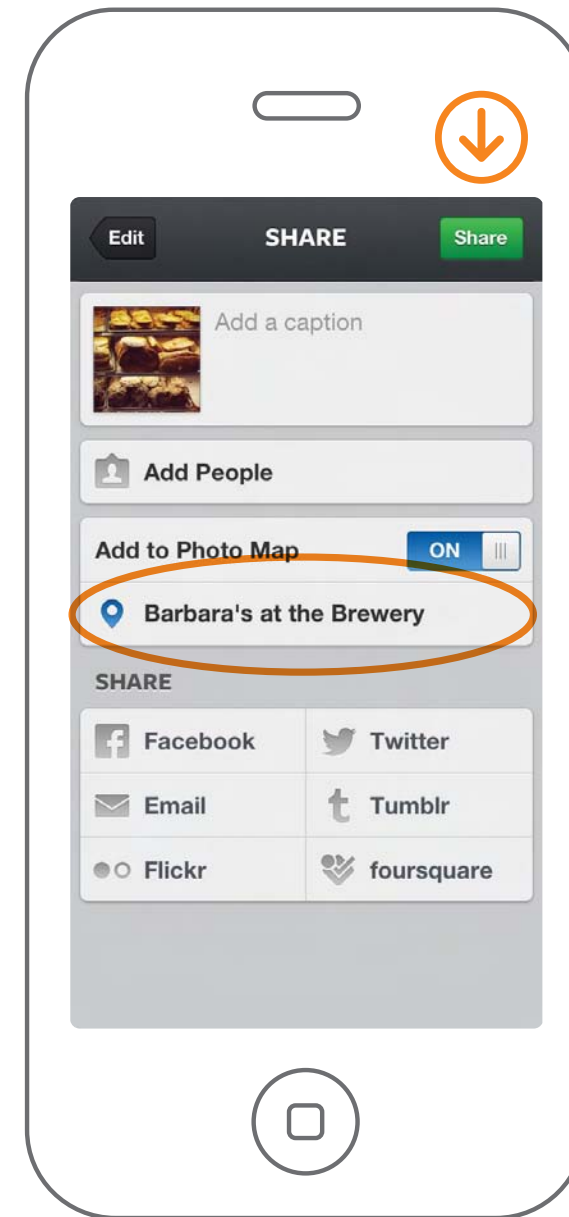 Edit SHARE Share
Add a caption
Add People
Add to Photo Map ON
Barbara's at the Brewery
SHARE
Facebook Twitter
Email Tumblr
Flickr foursquare